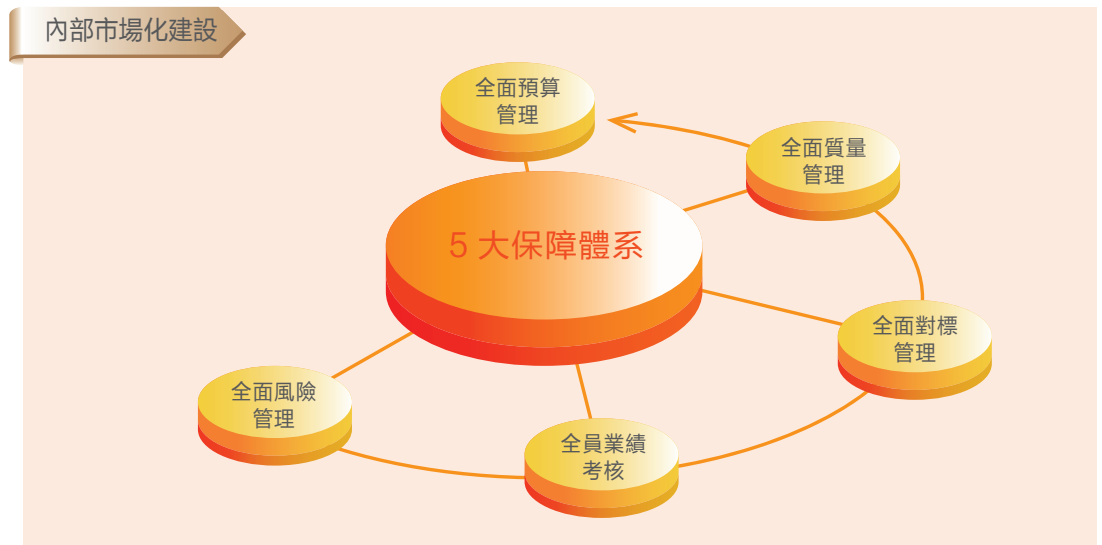 內部市場化建設
全面預算
管理
全面質量
管理
5 大保障體系
全面對標
管理
全面風險
管理
全員業績
考核